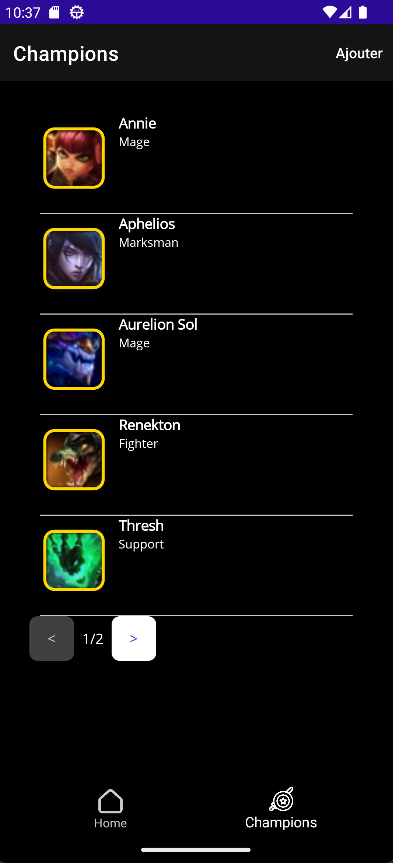 10:37
Champions
Ajouter
Annie
Mage
Aphelios
Marksman
Aurelion Sol
Mage
Renekton
Fighter
Thresh
Support
< 1/2 >
Home
Champions